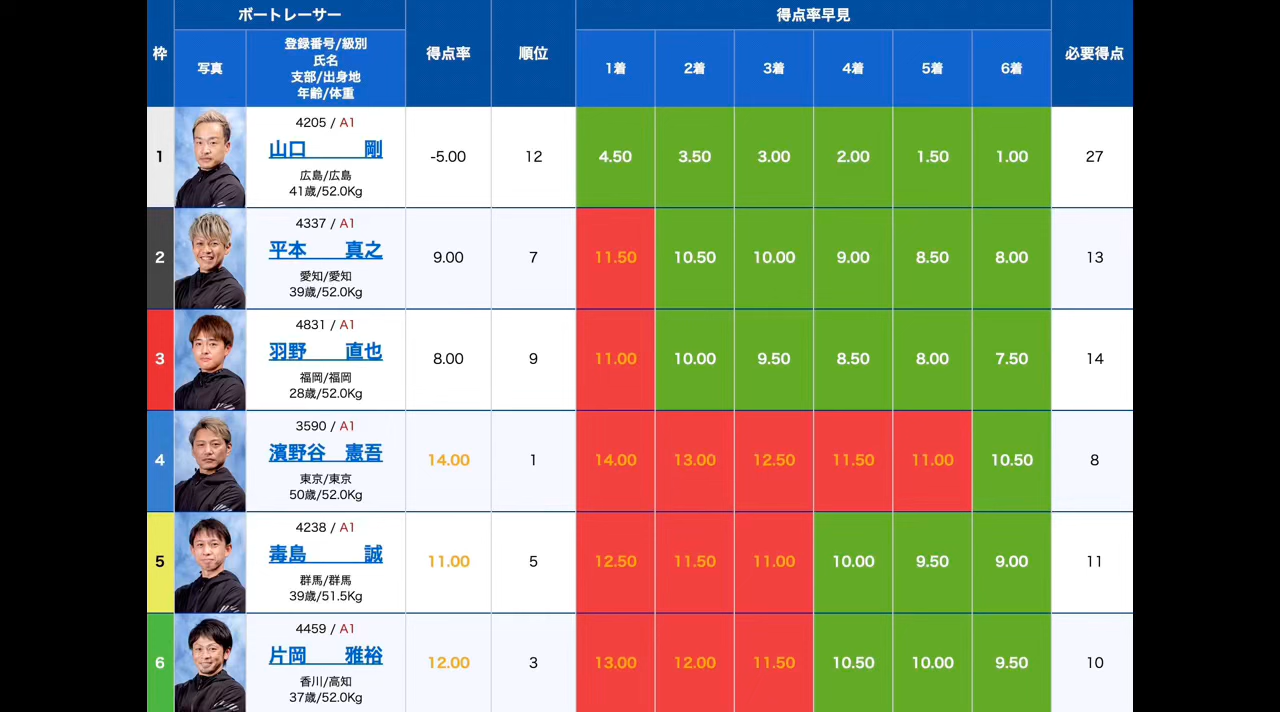 ボートレーサー 得点率早見
枠 写真 登録番号/級別 得点率 順位 1着 2着 3着 4着 5着 6着 必要得点
氏名
支部/出身地
年齢/体重
4205 / A1
1 山口 剛 -5.00 12 4.50 3.50 3.00 2.00 1.50 1.00 27
広島/広島
41歳/52.0Kg
4337 / A1
2 平本 真之 9.00 7 11.50 10.50 10.00 9.00 8.50 8.00 13
愛知/愛知
39歳/52.0Kg
4831 / A1
3 羽野 直也 8.00 9 11.00 10.00 9.50 8.50 8.00 7.50 14
福岡/福岡
28歳/52.0Kg
3590 / A1
4 濱野谷 憲吾 14.00 1 14.00 13.00 12.50 11.50 11.00 10.50 8
東京/東京
50歳/52.0Kg
4238 / A1
5 毒島 誠 11.00 5 12.50 11.50 11.00 10.00 9.50 9.00 11
群馬/群馬
39歳/51.5Kg
4459 / A1
6 片岡 雅裕 12.00 3 13.00 12.00 11.50 10.50 10.00 9.50 10
香川/高知
37歳/52.0Kg